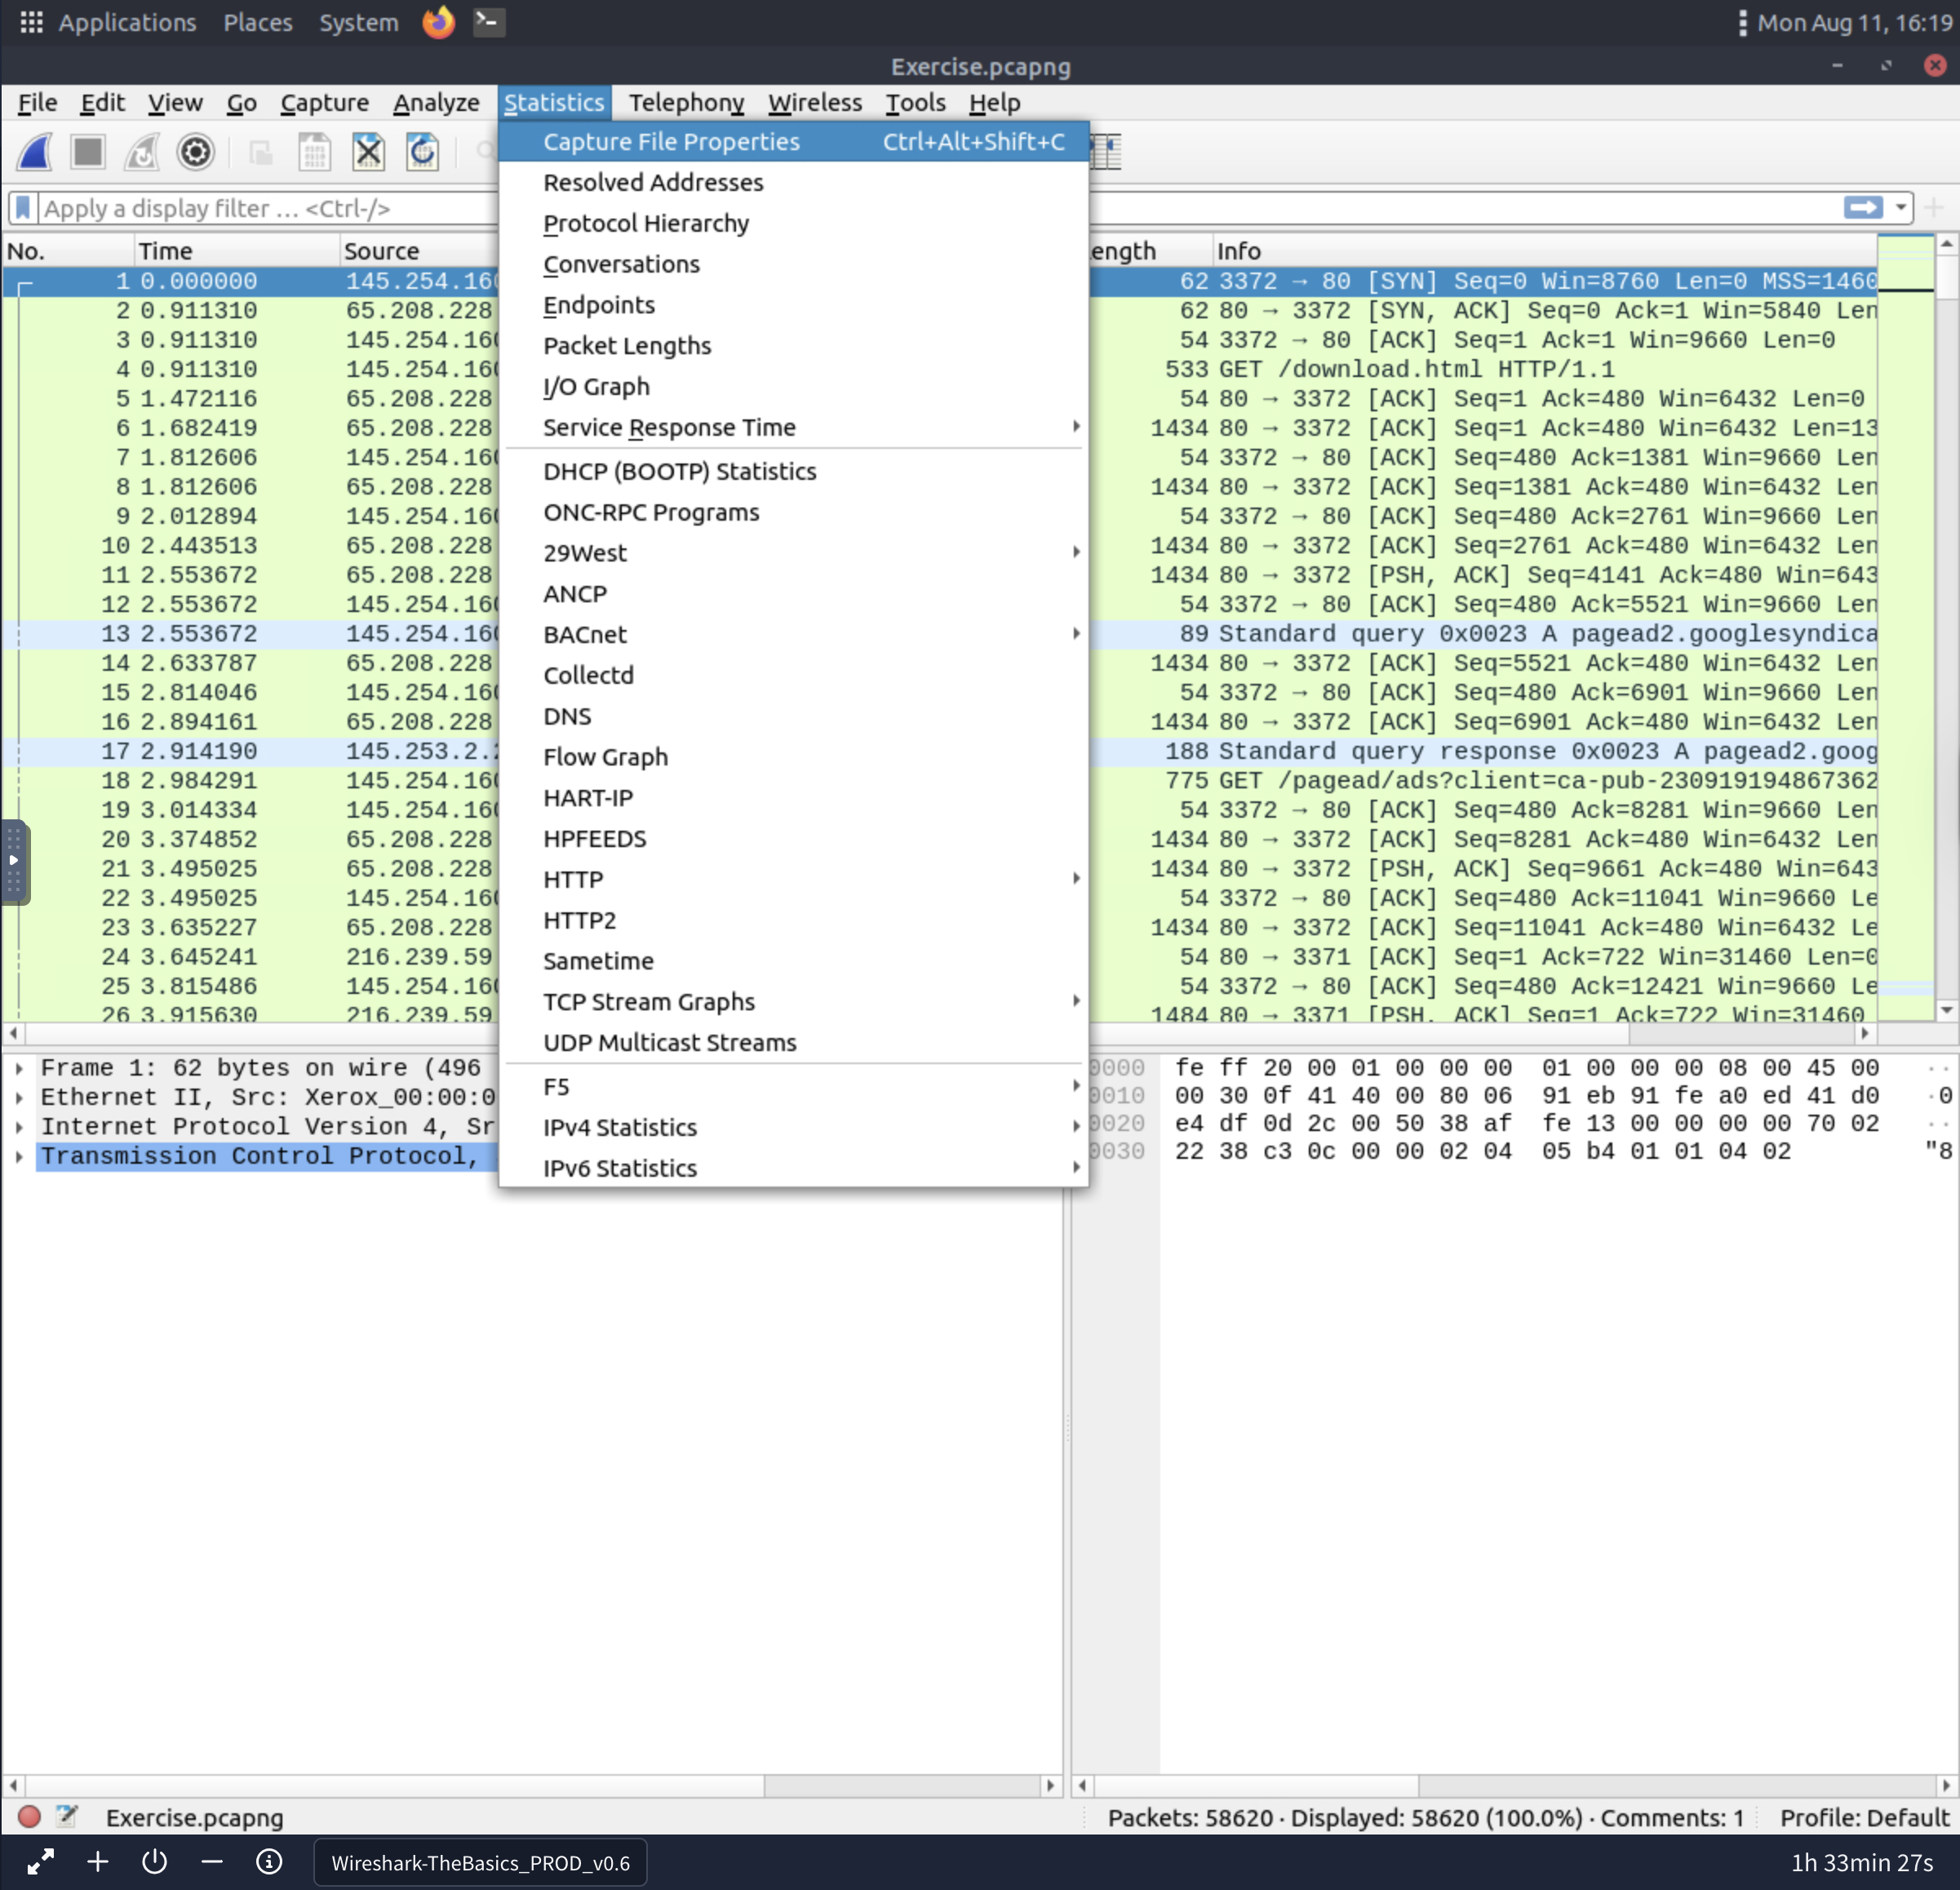 Applications Places System Mon Aug 11, 16:19
Exercise.pcapng
File Edit View Go Capture Analyze Statistics Telephony Wireless Tools Help
Capture File Properties Ctrl+Alt+Shift+C
Resolved Addresses
Protocol Hierarchy
Conversations
Endpoints
Packet Lengths
I/O Graph
Service Response Time
DHCP (BOOTP) Statistics
ONC-RPC Programs
29West
ANCP
BACnet
Collectd
DNS
Flow Graph
HART-IP
HPFEEDS
HTTP
HTTP2
Sametime
TCP Stream Graphs
UDP Multicast Streams
F5
IPv4 Statistics
IPv6 Statistics
Apply a display filter … <Ctrl-/>
No. Time Source ength Info
1 0.000000 145.254.160 62 3372 → 80 [SYN] Seq=0 Win=8760 Len=0 MSS=1460
2 0.911310 65.208.228 62 80 → 3372 [SYN, ACK] Seq=0 Ack=1 Win=5840 Len
3 0.911310 145.254.160 54 3372 → 80 [ACK] Seq=1 Ack=1 Win=9660 Len=0
4 0.911310 145.254.160 533 GET /download.html HTTP/1.1
5 1.472116 65.208.228 54 80 → 3372 [ACK] Seq=1 Ack=480 Win=6432 Len=0
6 1.682419 65.208.228 1434 80 → 3372 [ACK] Seq=1 Ack=480 Win=6432 Len=13
7 1.812606 145.254.160 54 3372 → 80 [ACK] Seq=480 Ack=1381 Win=9660 Len
8 1.812606 65.208.228 1434 80 → 3372 [ACK] Seq=1381 Ack=480 Win=6432 Len
9 2.012894 145.254.160 54 3372 → 80 [ACK] Seq=480 Ack=2761 Win=9660 Len
10 2.443513 65.208.228 1434 80 → 3372 [ACK] Seq=2761 Ack=480 Win=6432 Len
11 2.553672 65.208.228 1434 80 → 3372 [PSH, ACK] Seq=4141 Ack=480 Win=643
12 2.553672 145.254.160 54 3372 → 80 [ACK] Seq=480 Ack=5521 Win=9660 Len
13 2.553672 145.254.160 89 Standard query 0x0023 A pagead2.googlesyndica
14 2.633787 65.208.228 1434 80 → 3372 [ACK] Seq=5521 Ack=480 Win=6432 Len
15 2.814046 145.254.160 54 3372 → 80 [ACK] Seq=480 Ack=6901 Win=9660 Len
16 2.894161 65.208.228 1434 80 → 3372 [ACK] Seq=6901 Ack=480 Win=6432 Len
17 2.914190 145.253.2.2 188 Standard query response 0x0023 A pagead2.goog
18 2.984291 145.254.160 775 GET /pagead/ads?client=ca-pub-230919194867362
19 3.014334 145.254.160 54 3372 → 80 [ACK] Seq=480 Ack=8281 Win=9660 Len
20 3.374852 65.208.228 1434 80 → 3372 [ACK] Seq=8281 Ack=480 Win=6432 Len
21 3.495025 65.208.228 1434 80 → 3372 [PSH, ACK] Seq=9661 Ack=480 Win=643
22 3.495025 145.254.160 54 3372 → 80 [ACK] Seq=480 Ack=11041 Win=9660 Le
23 3.635227 65.208.228 1434 80 → 3372 [ACK] Seq=11041 Ack=480 Win=6432 Le
24 3.645241 216.239.59 54 80 → 3371 [ACK] Seq=1 Ack=722 Win=31460 Len=0
25 3.815486 145.254.160 54 3372 → 80 [ACK] Seq=480 Ack=12421 Win=9660 Le
26 3.915630 216.239.59 1484 80 → 3371 [PSH, ACK] Seq=1 Ack=722 Win=31460
Frame 1: 62 bytes on wire (496
Ethernet II, Src: Xerox_00:00:0
Internet Protocol Version 4, Sr
Transmission Control Protocol,
0000 fe ff 20 00 01 00 00 00 01 00 00 00 08 00 45 00 ··
0010 00 30 0f 41 40 00 80 06 91 eb 91 fe a0 ed 41 d0 ·0
0020 e4 df 0d 2c 00 50 38 af fe 13 00 00 00 00 70 02 ··
0030 22 38 c3 0c 00 00 02 04 05 b4 01 01 04 02 "8
Exercise.pcapng Packets: 58620 · Displayed: 58620 (100.0%) · Comments: 1 Profile: Default
Wireshark-TheBasics_PROD_v0.6 1h 33min 27s